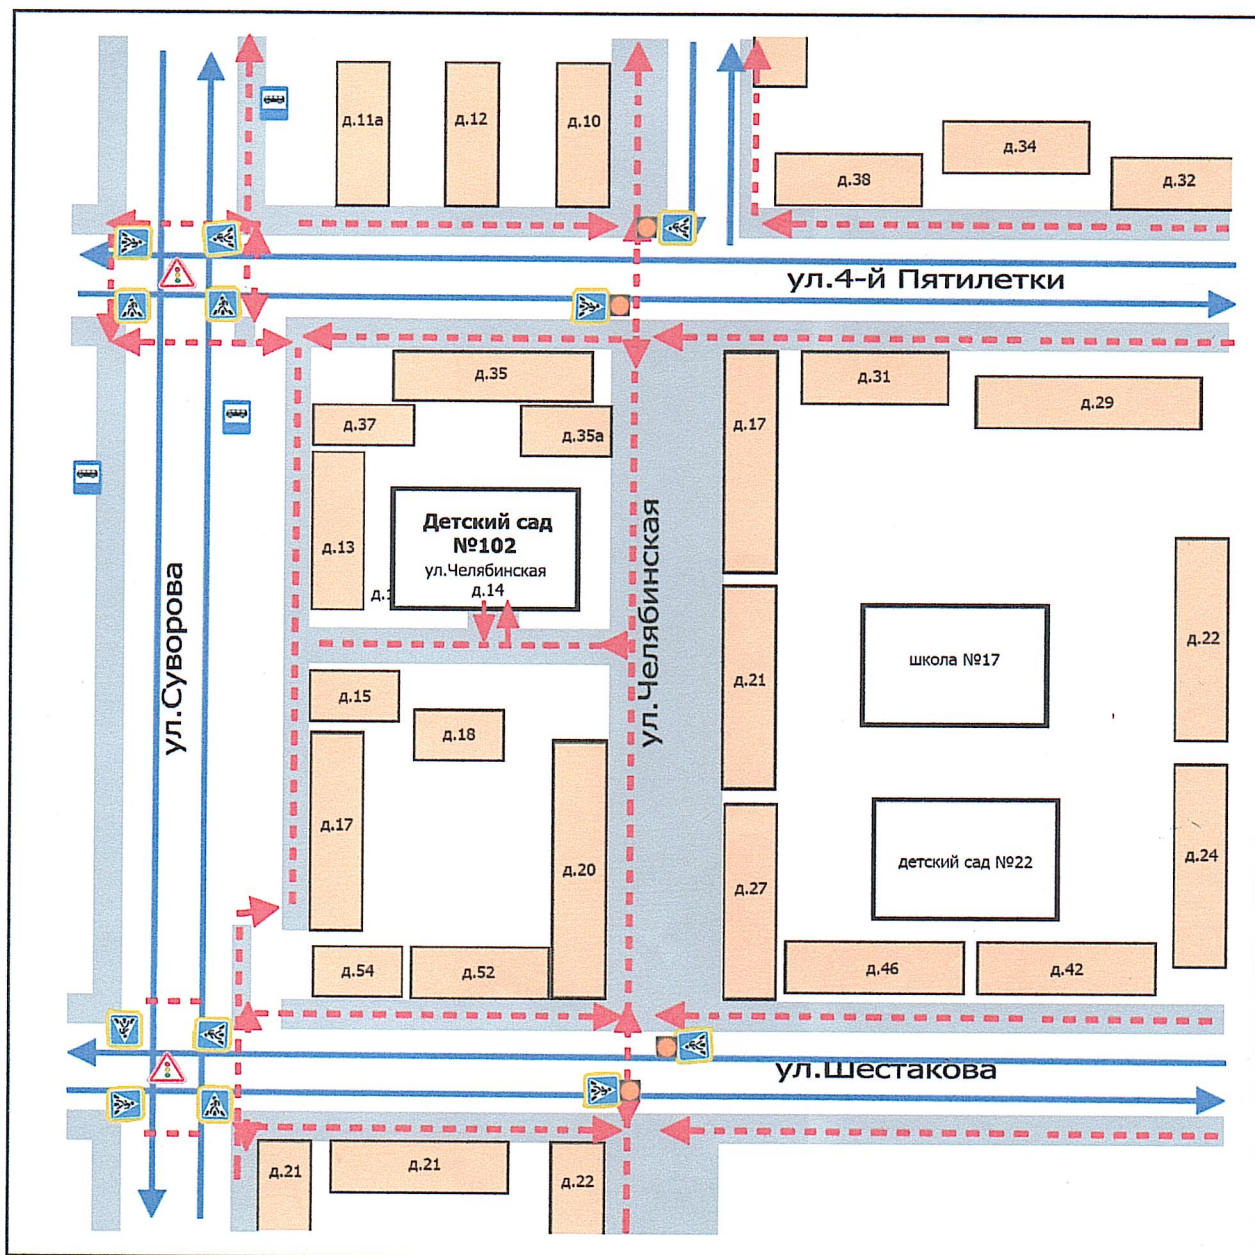 д.11а
д.12
д.10
д.34
д.38
д.32
ул.4-й Пятилетки
д.35
д.31
д.29
д.37
д.35а
д.17
Детский сад
№102
ул.Челябинская
д.14
д.13
д.1
ул.Суворова
ул.Челябинская
д.22
школа №17
д.21
д.15
д.18
д.17
д.20
д.27
детский сад №22
д.24
д.54
д.52
д.46
д.42
ул.Шестакова
д.21
д.21
д.22